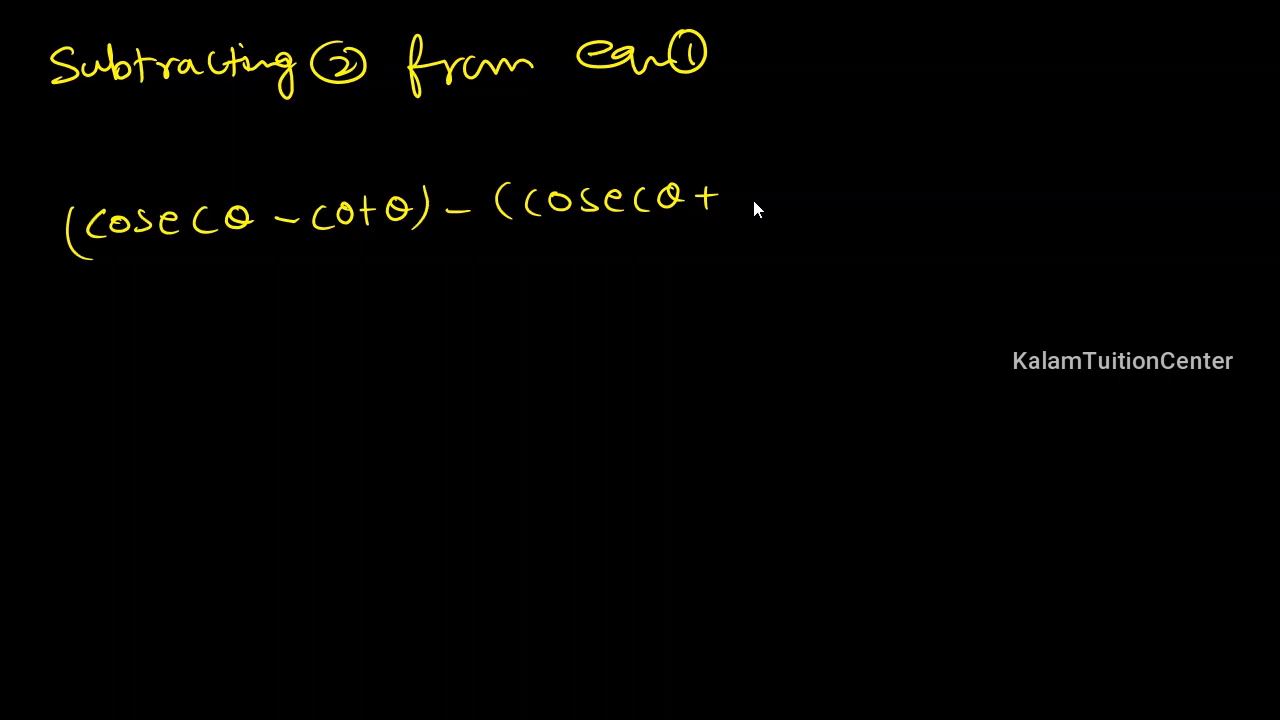 Subtracting ② from eqn ①
(cosecθ - cotθ) - (cosecθ +
KalamTuitionCenter